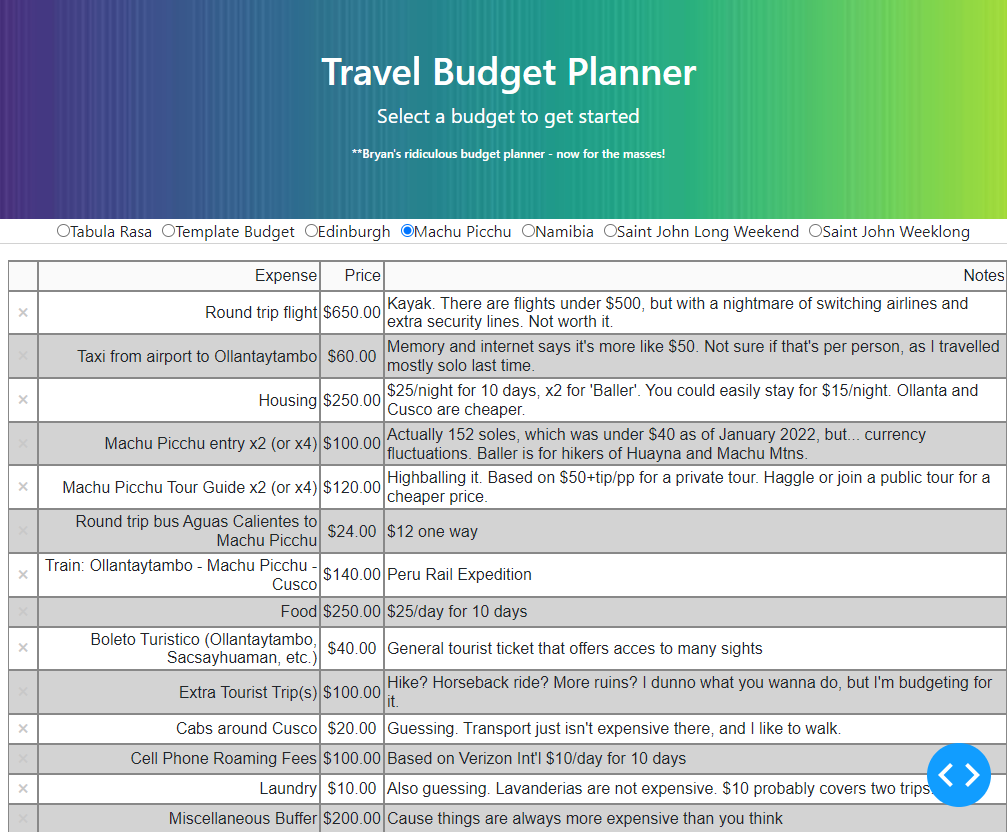 Travel Budget Planner
Select a budget to get started
**Bryan's ridiculous budget planner - now for the masses!
Tabula Rasa Template Budget Edinburgh Machu Picchu Namibia Saint John Long Weekend Saint John Weeklong
Expense Price Notes
× Round trip flight $650.00 Kayak. There are flights under $500, but with a nightmare of switching airlines and
extra security lines. Not worth it.
× Taxi from airport to Ollantaytambo $60.00 Memory and internet says it's more like $50. Not sure if that's per person, as I travelled
mostly solo last time.
× Housing $250.00 $25/night for 10 days, x2 for 'Baller'. You could easily stay for $15/night. Ollanta and
Cusco are cheaper.
× Machu Picchu entry x2 (or x4) $100.00 Actually 152 soles, which was under $40 as of January 2022, but... currency
fluctuations. Baller is for hikers of Huayna and Machu Mtns.
× Machu Picchu Tour Guide x2 (or x4) $120.00 Highballing it. Based on $50+tip/pp for a private tour. Haggle or join a public tour for a
cheaper price.
× Round trip bus Aguas Calientes to
Machu Picchu $24.00 $12 one way
× Train: Ollantaytambo - Machu Picchu -
Cusco $140.00 Peru Rail Expedition
× Food $250.00 $25/day for 10 days
× Boleto Turistico (Ollantaytambo,
Sacsayhuaman, etc.) $40.00 General tourist ticket that offers acces to many sights
× Extra Tourist Trip(s) $100.00 Hike? Horseback ride? More ruins? I dunno what you wanna do, but I'm budgeting for
it.
× Cabs around Cusco $20.00 Guessing. Transport just isn't expensive there, and I like to walk.
× Cell Phone Roaming Fees $100.00 Based on Verizon Int'l $10/day for 10 days
× Laundry $10.00 Also guessing. Lavanderias are not expensive. $10 probably covers two trips.
× Miscellaneous Buffer $200.00 Cause things are always more expensive than you think